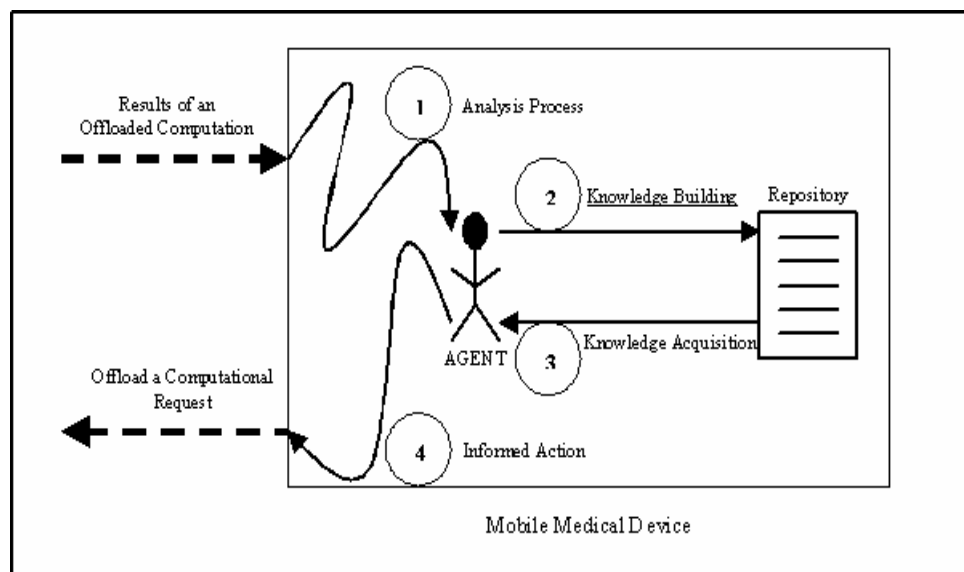 Results of an
Offloaded Computation
1
Analysis Process
2
Knowledge Building
Repository
AGENT
3
Knowledge Acquisition
Offload a Computational
Request
4
Informed Action
Mobile Medical Device